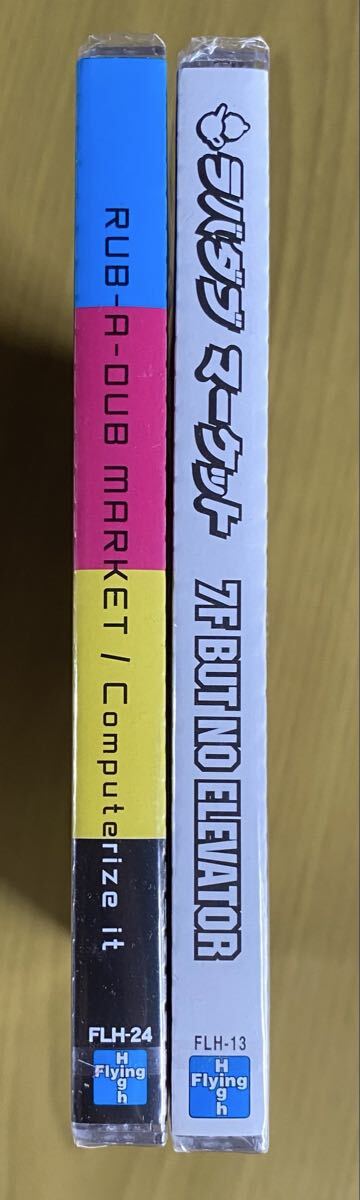 RUB-A-DUB MARKET / Computerize it
FLH-24
Flying
High
ラバダブ マーケット 7F BUT NO ELEVATOR
FLH-13
Flying
High